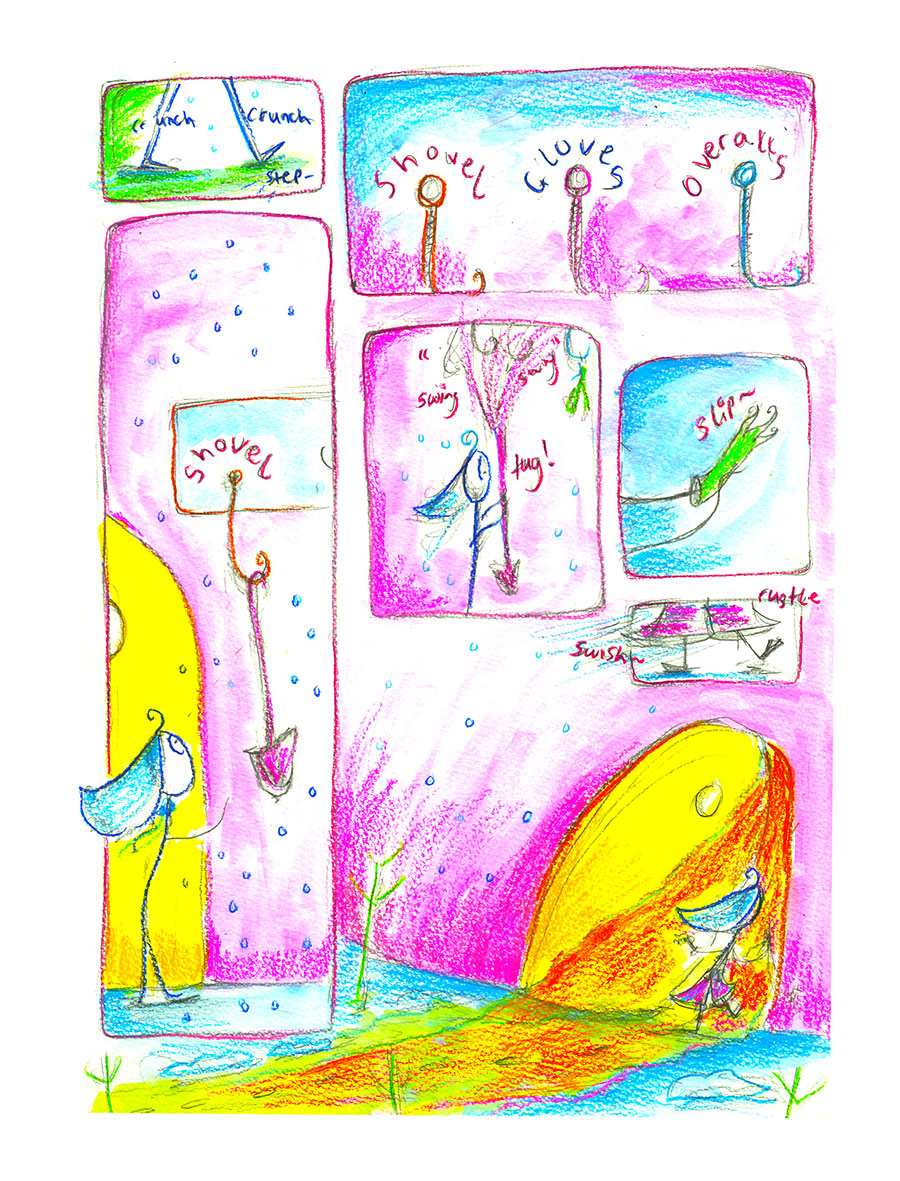 "crunch crunch
step~
Shovel Gloves Overalls
Shovel
"swing swing"
tug!
slip~
rustle
swish~